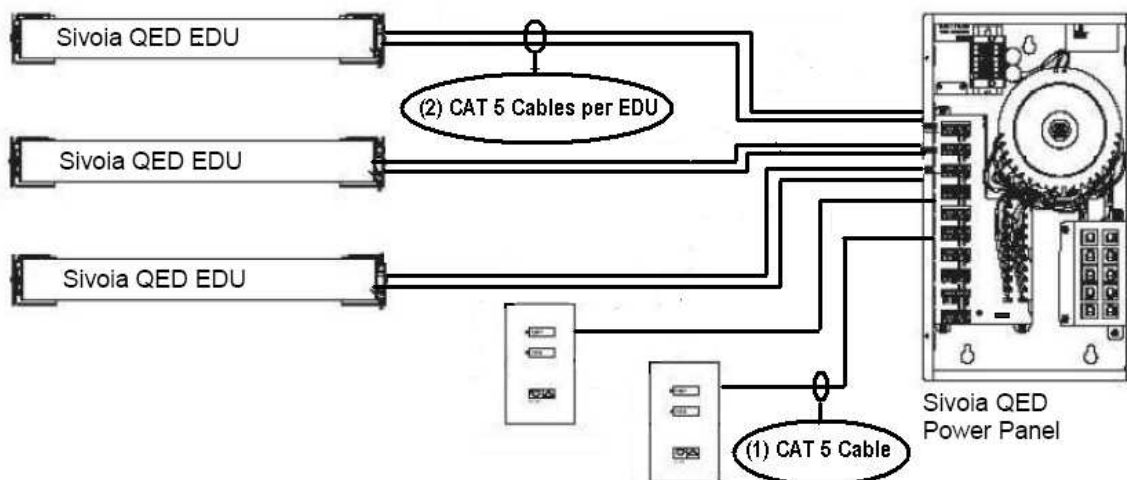 Sivoia QED EDU
(2) CAT 5 Cables per EDU
Sivoia QED EDU
Sivoia QED EDU
(1) CAT 5 Cable
Sivoia QED
Power Panel